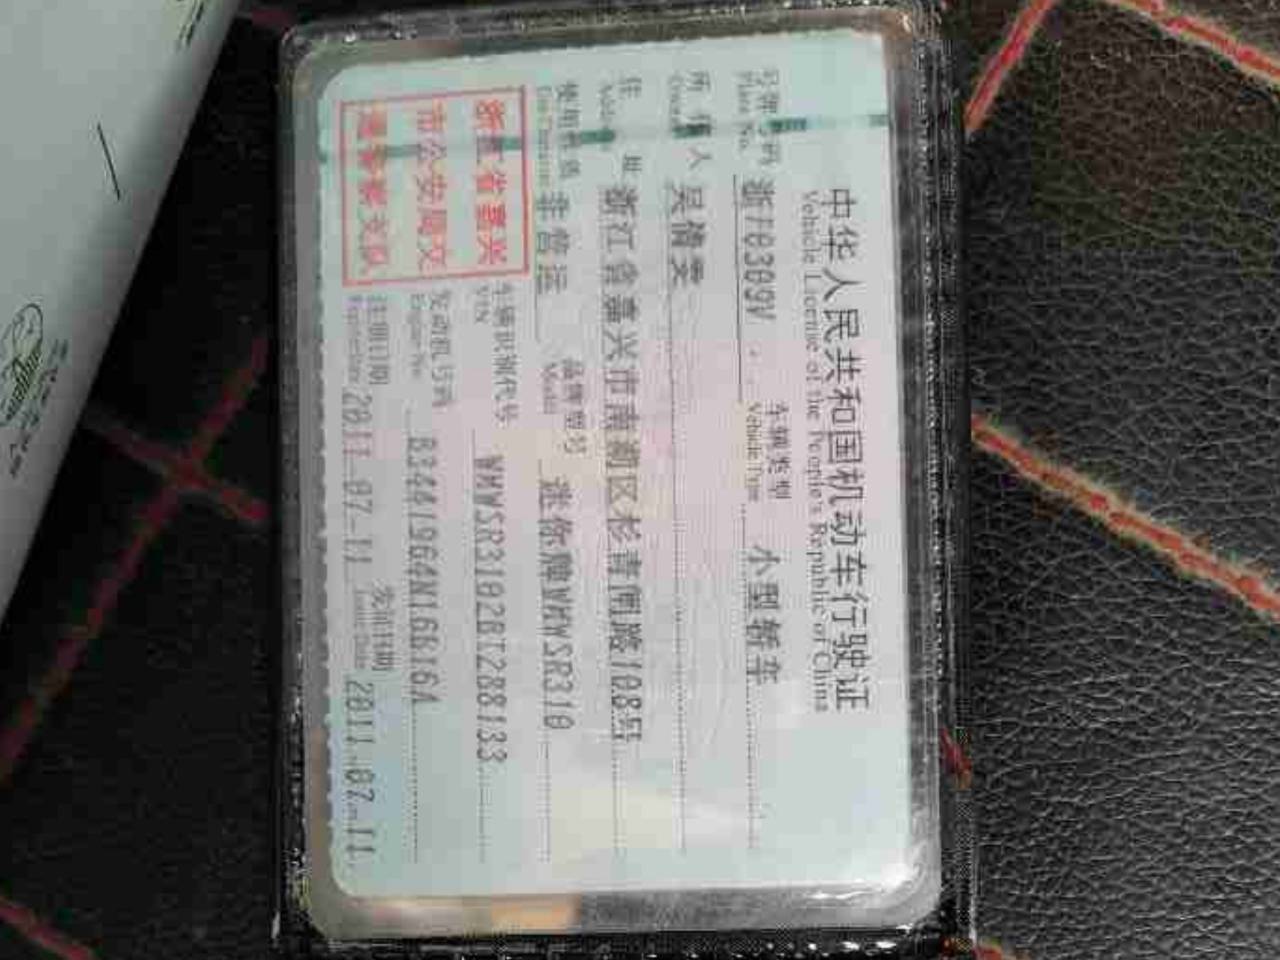 中华人民共和国机动车行驶证
Vehicle License of the People's Republic of China
号牌号码 浙F0309V 车辆类型 小型轿车
Plate No. Vehicle Type
所有人 吴倩雯
Owner
住址 浙江省嘉兴市南湖区杉青闸路108号
Address
使用性质 非营运 品牌型号 迷你牌WMWSR310
Use Character Model
浙江省嘉兴
市公安局交
通警察支队
车辆识别代号 WMWSR3102BT288133
VIN
发动机号码 B3441964N16B16A
Engine No.
注册日期 2011-07-11 发证日期 2011-07-11
Register Date Issue Date